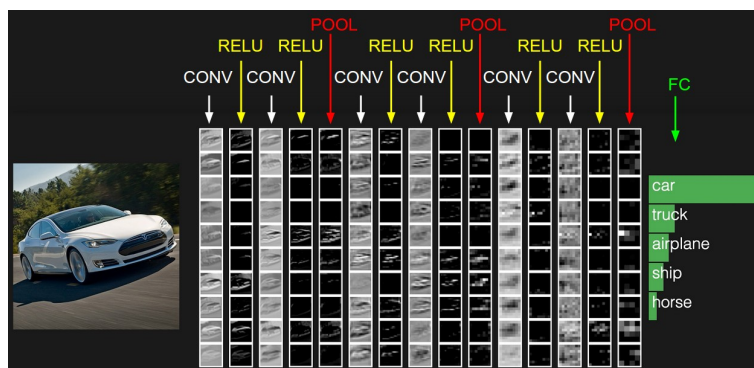 POOL POOL POOL
RELU RELU RELU RELU RELU RELU
CONV CONV CONV CONV CONV CONV
FC
car
truck
airplane
ship
horse